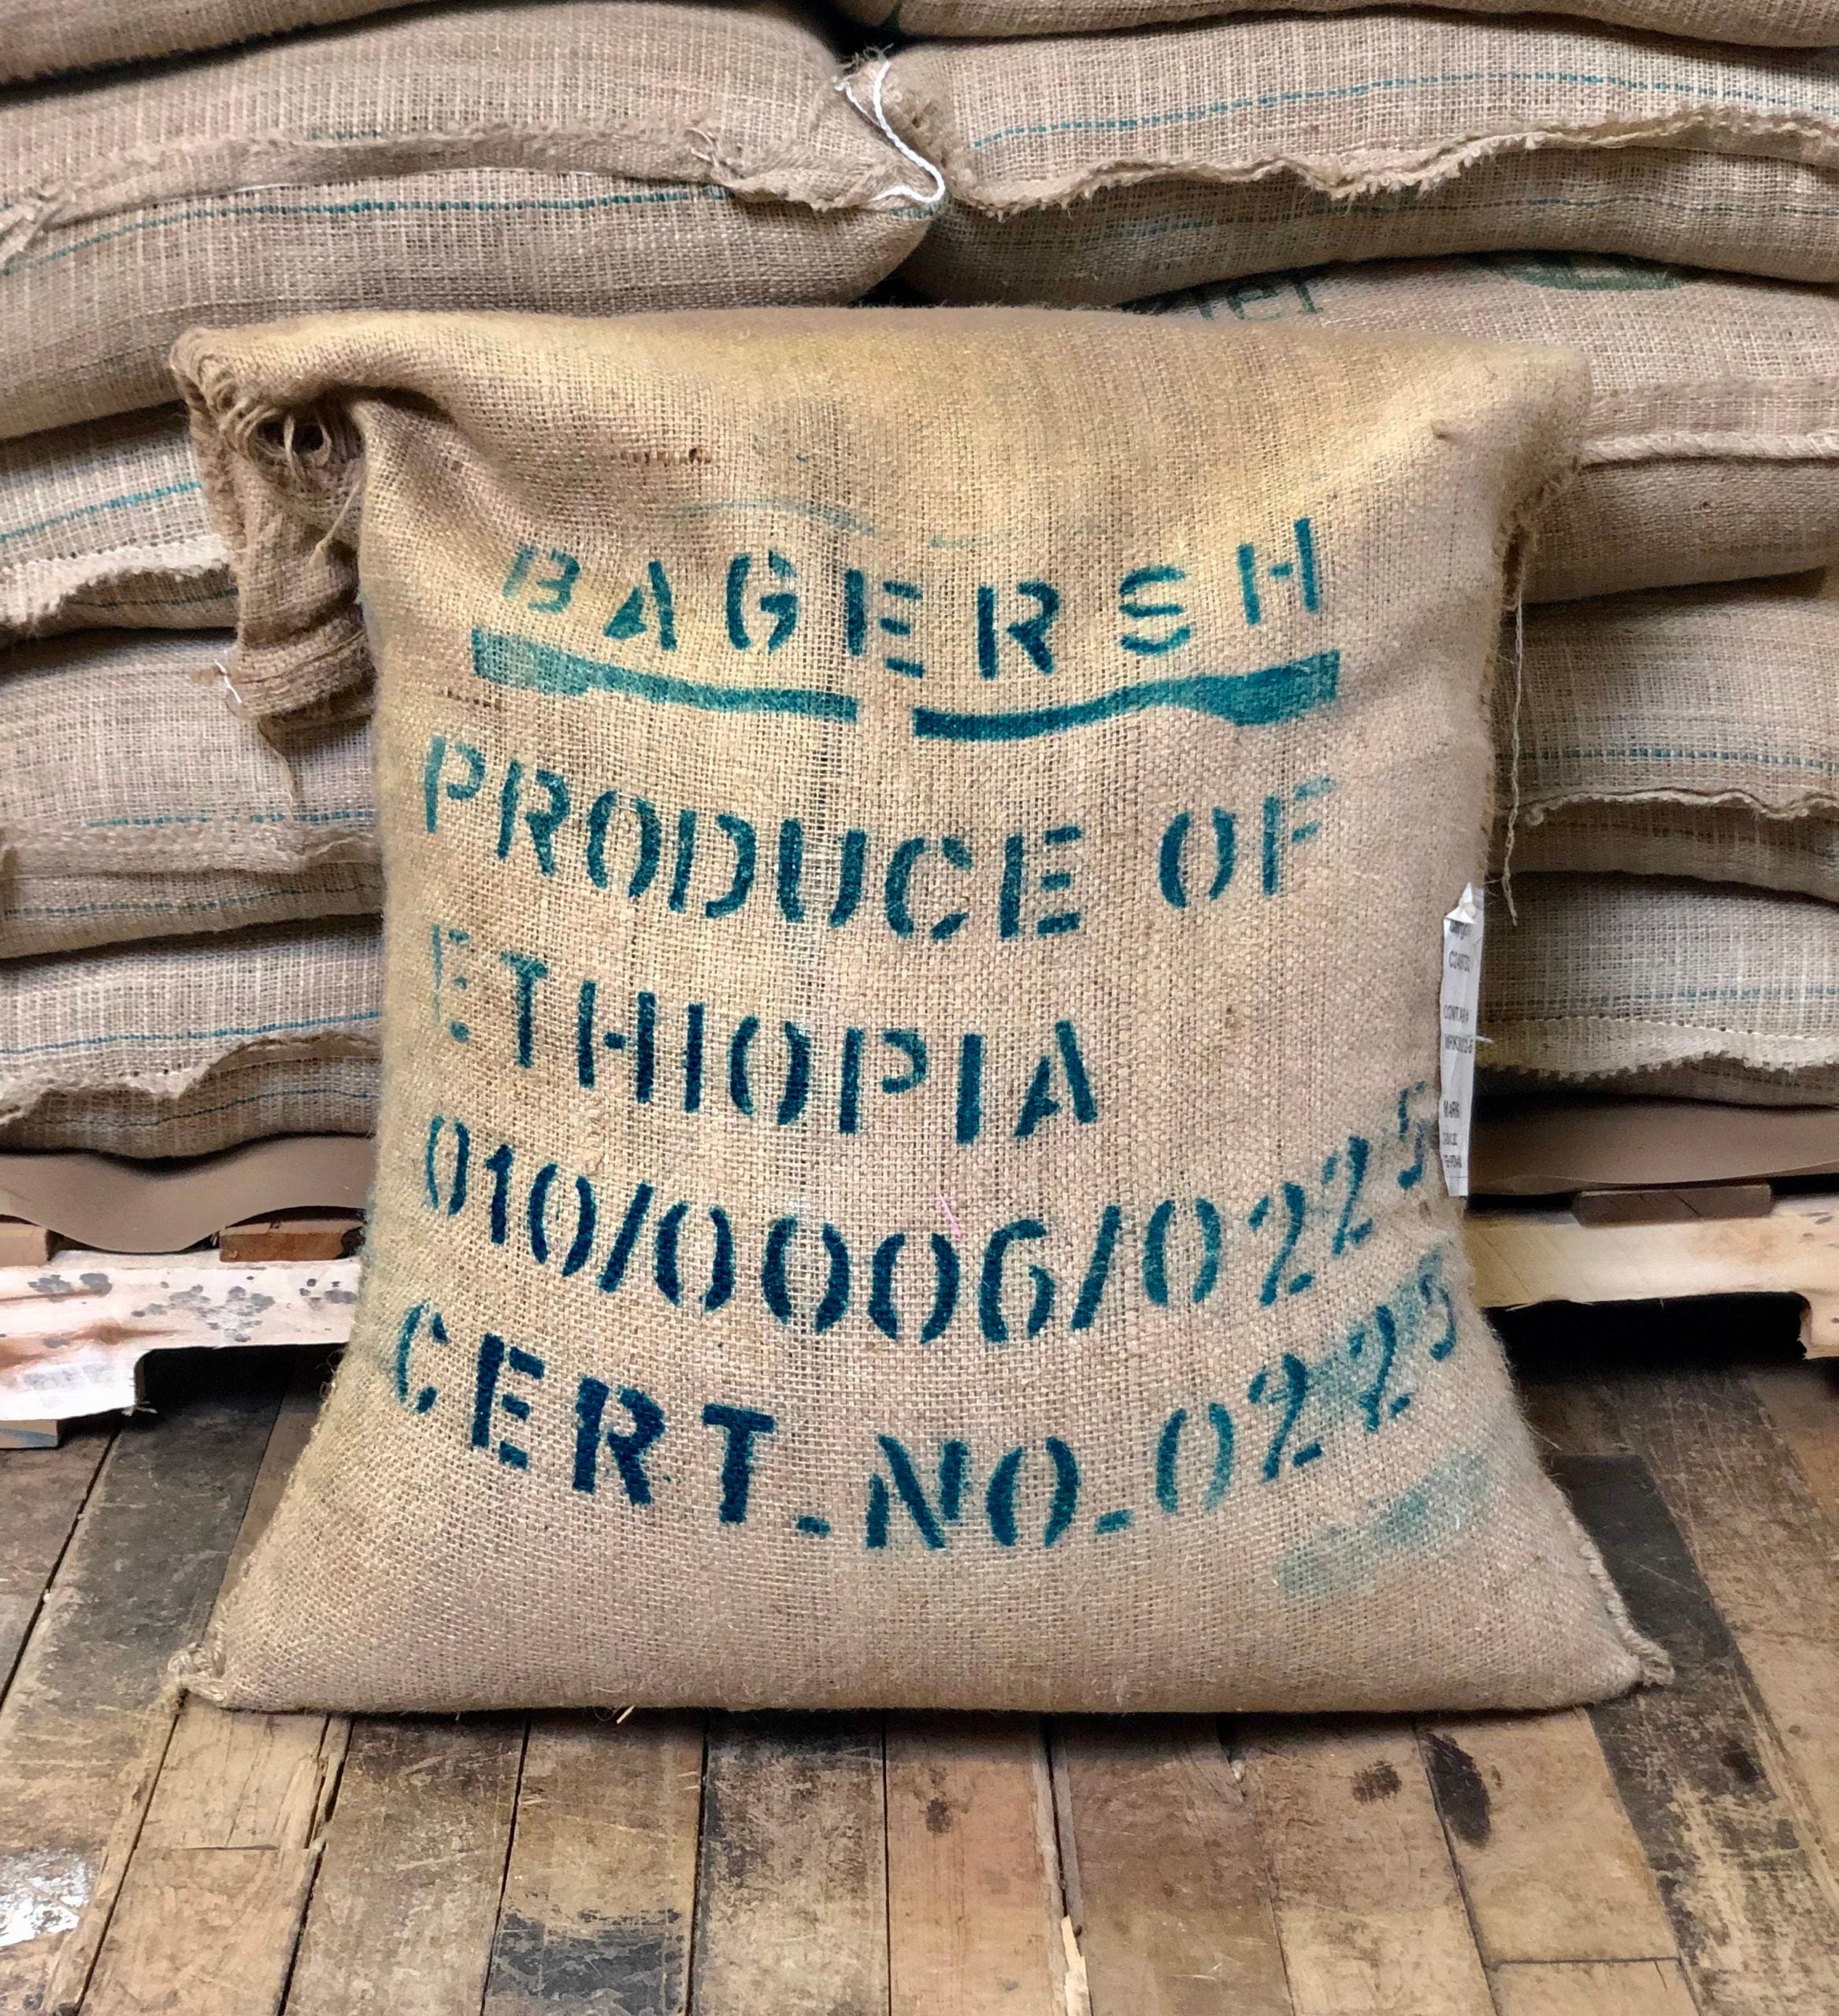 BAGERSH
PRODUCE OF
ETHIOPIA
010/0006/0225
CERT.NO.0225